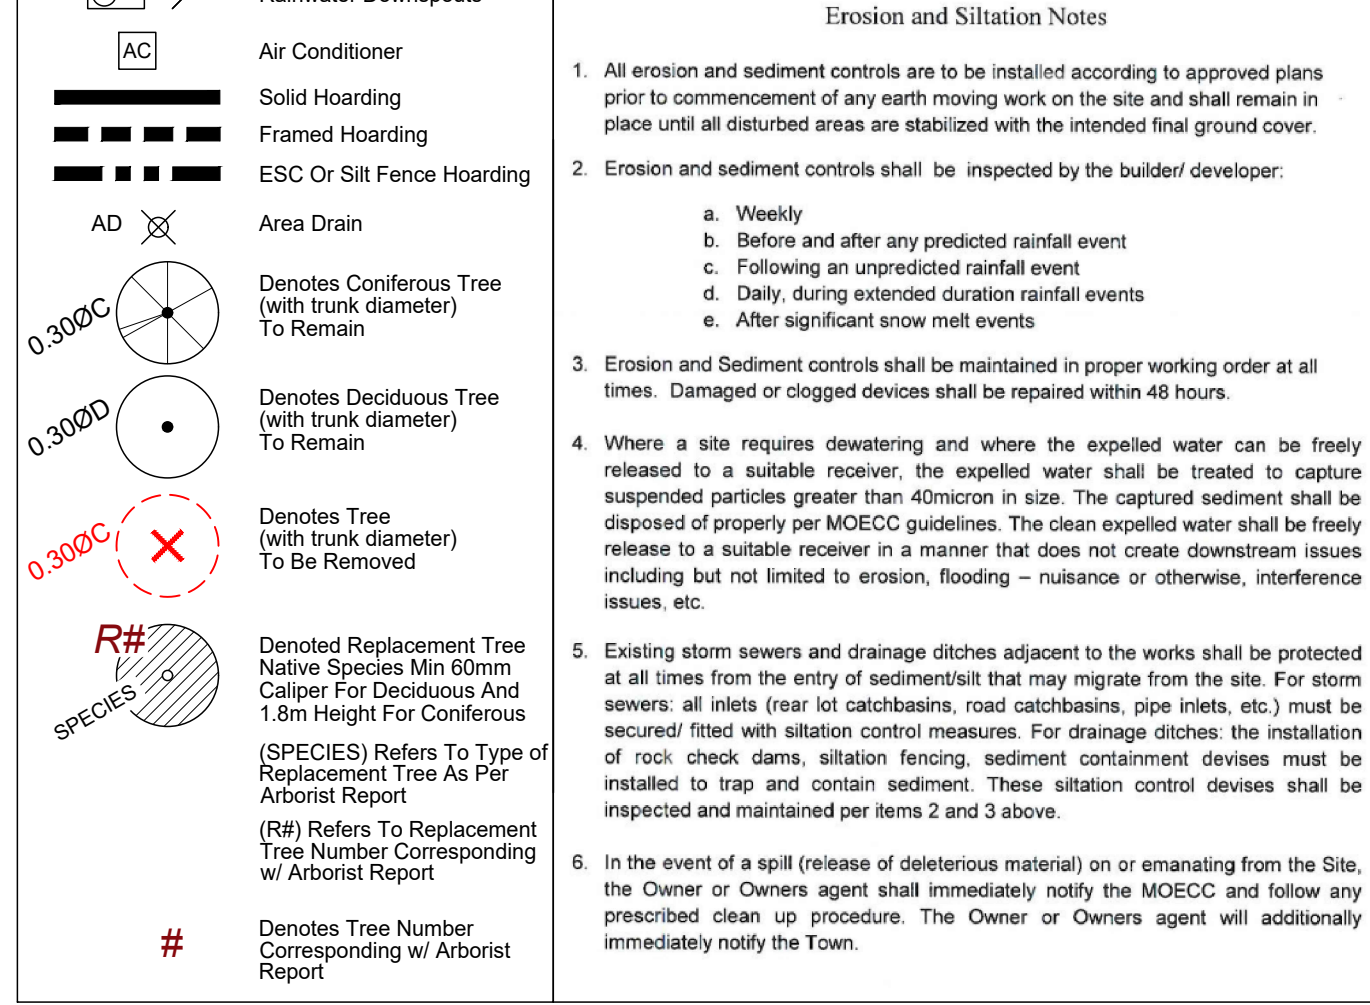 Rainwater Downspouts
AC
Air Conditioner
Solid Hoarding
Framed Hoarding
ESC Or Silt Fence Hoarding
AD
Area Drain
0.30ØC
Denotes Coniferous Tree
(with trunk diameter)
To Remain
0.30ØD
Denotes Deciduous Tree
(with trunk diameter)
To Remain
0.30ØC
Denotes Tree
(with trunk diameter)
To Be Removed
R#
SPECIES
Denoted Replacement Tree
Native Species Min 60mm
Caliper For Deciduous And
1.8m Height For Coniferous
(SPECIES) Refers To Type of
Replacement Tree As Per
Arborist Report
(R#) Refers To Replacement
Tree Number Corresponding
w/ Arborist Report
#
Denotes Tree Number
Corresponding w/ Arborist
Report
Erosion and Siltation Notes
1. All erosion and sediment controls are to be installed according to approved plans
prior to commencement of any earth moving work on the site and shall remain in
place until all disturbed areas are stabilized with the intended final ground cover.
2. Erosion and sediment controls shall be inspected by the builder/ developer:
a. Weekly
b. Before and after any predicted rainfall event
c. Following an unpredicted rainfall event
d. Daily, during extended duration rainfall events
e. After significant snow melt events
3. Erosion and Sediment controls shall be maintained in proper working order at all
times. Damaged or clogged devices shall be repaired within 48 hours.
4. Where a site requires dewatering and where the expelled water can be freely
released to a suitable receiver, the expelled water shall be treated to capture
suspended particles greater than 40micron in size. The captured sediment shall be
disposed of properly per MOECC guidelines. The clean expelled water shall be freely
release to a suitable receiver in a manner that does not create downstream issues
including but not limited to erosion, flooding – nuisance or otherwise, interference
issues, etc.
5. Existing storm sewers and drainage ditches adjacent to the works shall be protected
at all times from the entry of sediment/silt that may migrate from the site. For storm
sewers: all inlets (rear lot catchbasins, road catchbasins, pipe inlets, etc.) must be
secured/ fitted with siltation control measures. For drainage ditches: the installation
of rock check dams, siltation fencing, sediment containment devises must be
installed to trap and contain sediment. These siltation control devises shall be
inspected and maintained per items 2 and 3 above.
6. In the event of a spill (release of deleterious material) on or emanating from the Site,
the Owner or Owners agent shall immediately notify the MOECC and follow any
prescribed clean up procedure. The Owner or Owners agent will additionally
immediately notify the Town.